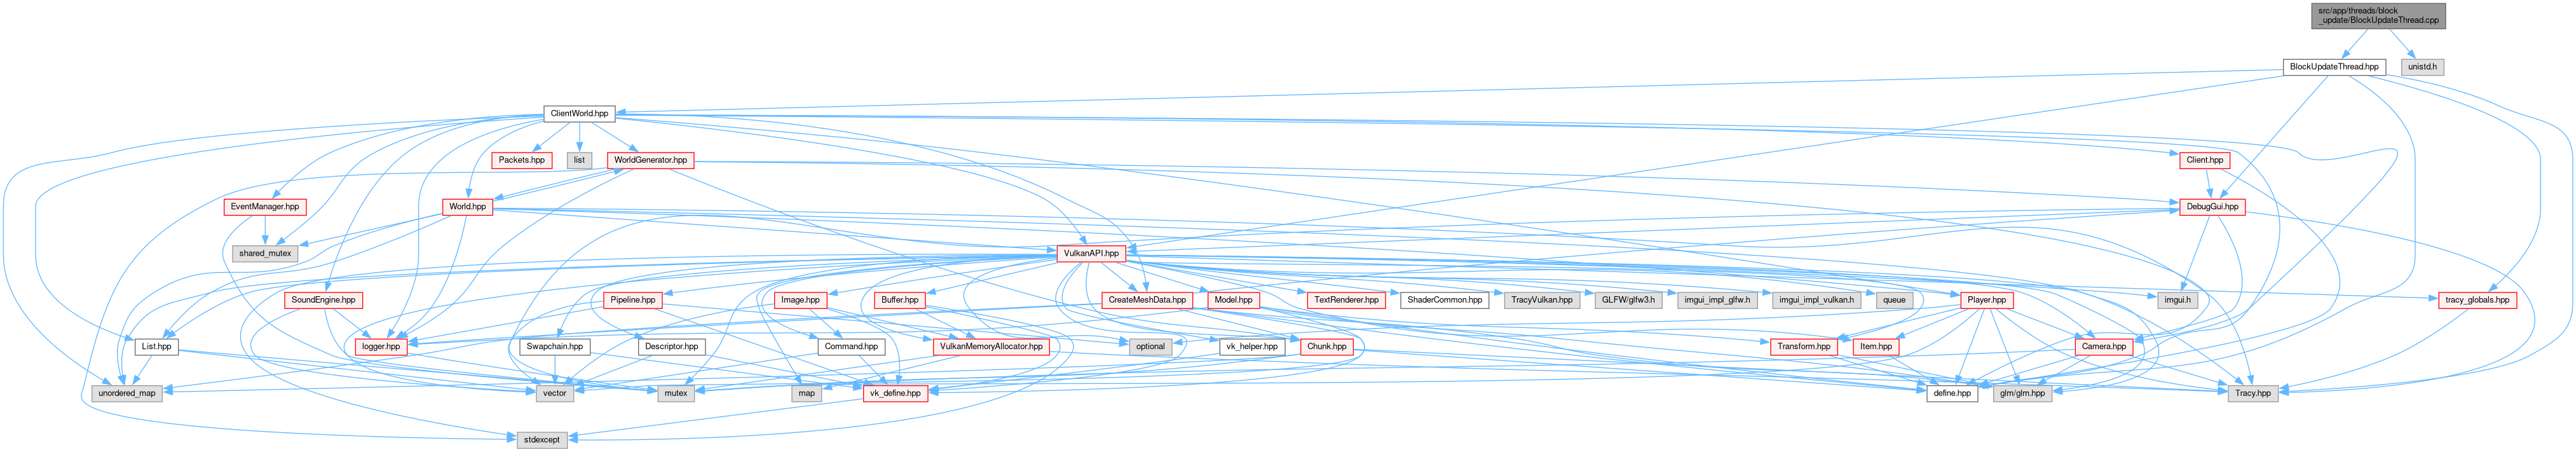 src/app/threads/block
_update/BlockUpdateThread.cpp
BlockUpdateThread.hpp
unistd.h
ClientWorld.hpp
Packets.hpp
list
WorldGenerator.hpp
Client.hpp
EventManager.hpp
World.hpp
DebugGui.hpp
shared_mutex
VulkanAPI.hpp
SoundEngine.hpp
Pipeline.hpp
Image.hpp
Buffer.hpp
CreateMeshData.hpp
Model.hpp
TextRenderer.hpp
ShaderCommon.hpp
TracyVulkan.hpp
GLFW/glfw3.h
imgui_impl_glfw.h
imgui_impl_vulkan.h
queue
Player.hpp
imgui.h
tracy_globals.hpp
List.hpp
logger.hpp
Swapchain.hpp
Descriptor.hpp
Command.hpp
VulkanMemoryAllocator.hpp
optional
vk_helper.hpp
Chunk.hpp
Transform.hpp
Item.hpp
Camera.hpp
unordered_map
vector
mutex
map
vk_define.hpp
define.hpp
glm/glm.hpp
Tracy.hpp
stdexcept